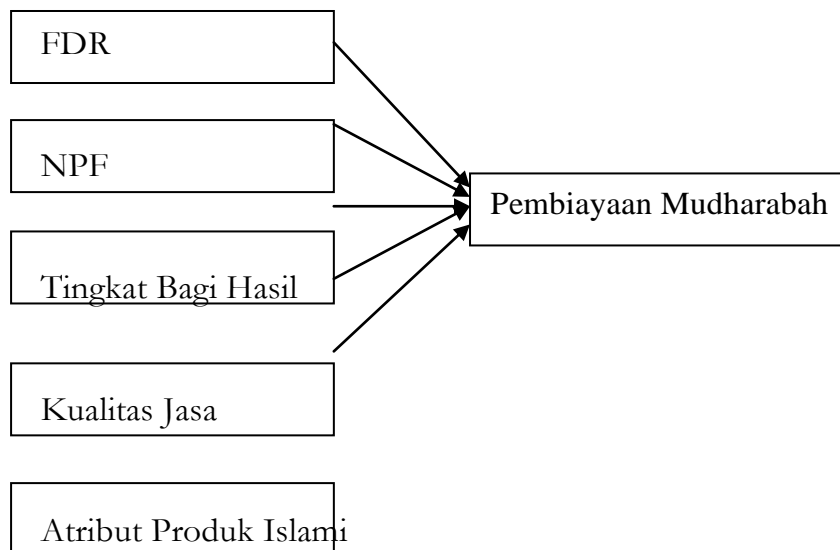 FDR
NPF
Tingkat Bagi Hasil
Kualitas Jasa
Atribut Produk Islami
Pembiayaan Mudharabah